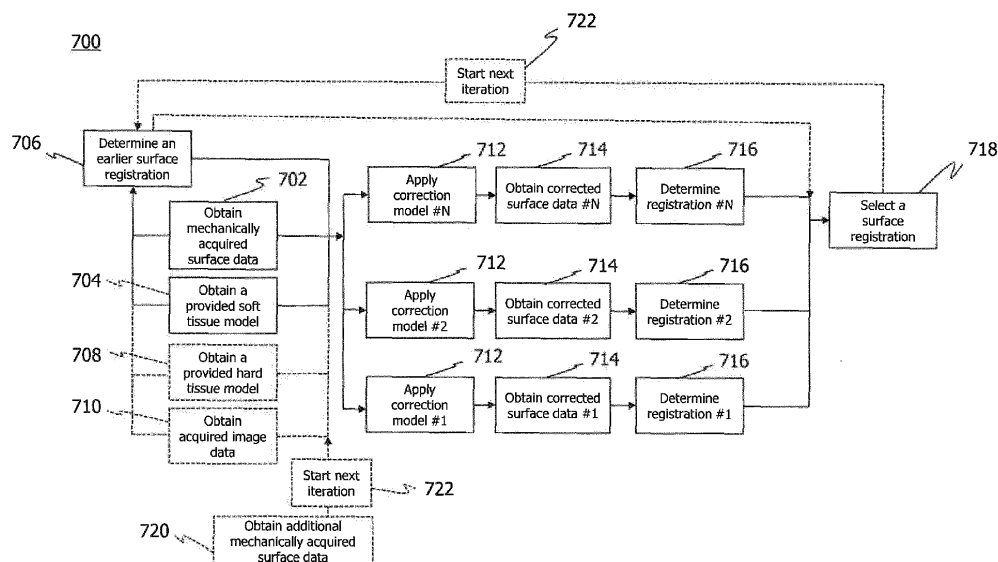 700
722
Start next
iteration
706
Determine an
earlier surface
registration
702
Obtain
mechanically
acquired
surface data
704
Obtain a
provided soft
tissue model
708
Obtain a
provided hard
tissue model
710
Obtain
acquired image
data
Start next
iteration
722
720
Obtain additional
mechanically acquired
surface data
712
Apply
correction
model #N
714
Obtain corrected
surface data #N
716
Determine
registration #N
718
Select a
surface
registration
712
Apply
correction
model #2
714
Obtain corrected
surface data #2
716
Determine
registration #2
712
Apply
correction
model #1
714
Obtain corrected
surface data #1
716
Determine
registration #1